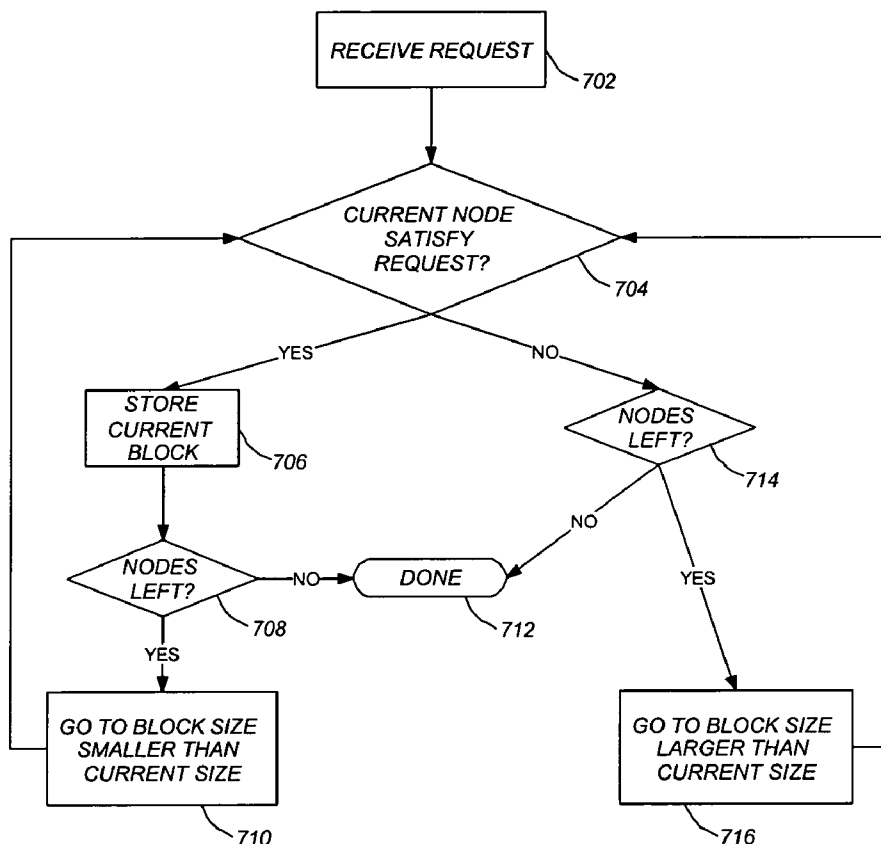 RECEIVE REQUEST
702
CURRENT NODE
SATISFY
REQUEST?
704
YES
NO
STORE
CURRENT
BLOCK
706
NODES
LEFT?
714
NODES
LEFT?
708
NO
DONE
712
NO
YES
YES
GO TO BLOCK SIZE
SMALLER THAN
CURRENT SIZE
710
GO TO BLOCK SIZE
LARGER THAN
CURRENT SIZE
716